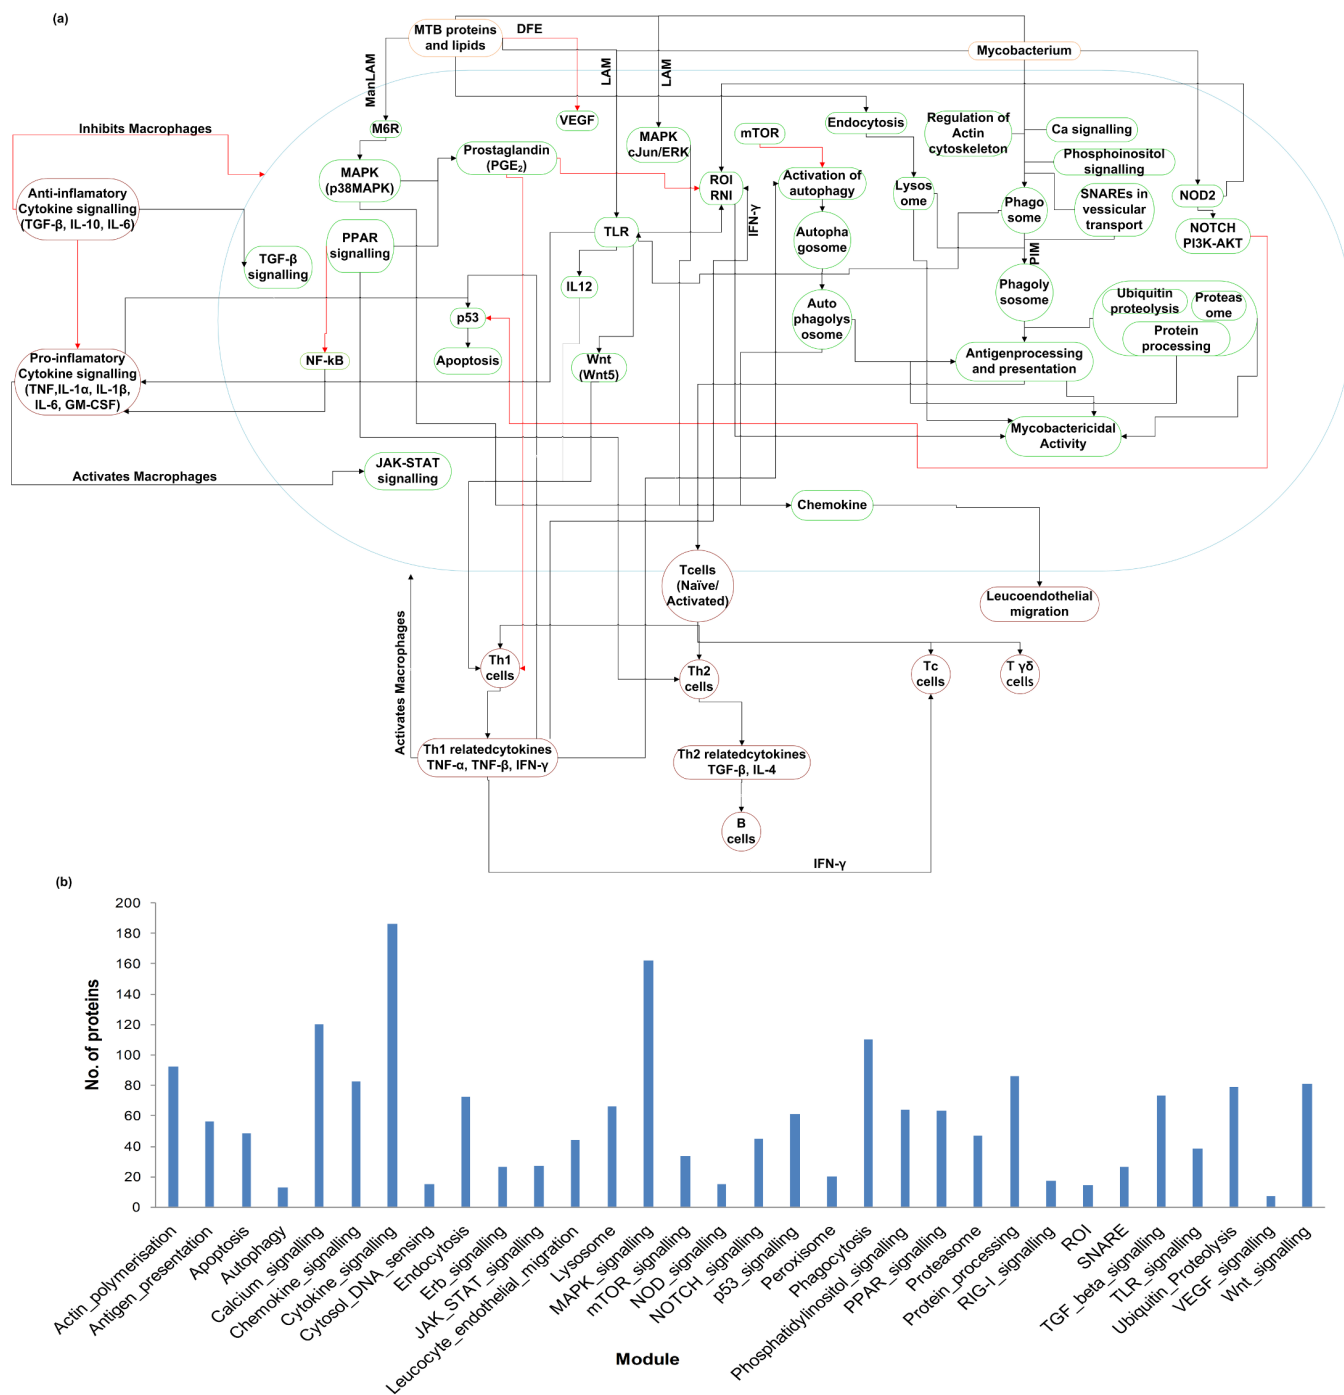 (a)
MTB proteins
and lipids
DFE
Mycobacterium
ManLAM
LAM
LAM
VEGF
M6R
MAPK
cJun/ERK
mTOR
Endocytosis
Regulation of
Actin
cytoskeleton
Ca signalling
Phosphoinositol
signalling
Inhibits Macrophages
Prostaglandin
(PGE₂)
MAPK
(p38MAPK)
ROI
RNI
Activation of
autophagy
Lysos
ome
Phago
some
SNAREs in
vessicular
transport
NOD2
Anti-inflamatory
Cytokine signalling
(TGF-β, IL-10, IL-6)
IFN-γ
NOTCH
PI3K-AKT
PPAR
signalling
TLR
Autopha
gosome
PIM
TGF-β
signalling
IL12
Phagoly
sosome
Ubiquitin
proteolysis
Proteas
ome
Protein
processing
p53
Auto
phagolys
osome
Apoptosis
NF-kB
Wnt
(Wnt5)
Antigenprocessing
and presentation
Pro-inflamatory
Cytokine signalling
(TNF,IL-1α, IL-1β,
IL-6, GM-CSF)
Mycobactericidal
Activity
JAK-STAT
signalling
Activates Macrophages
Chemokine
Tcells
(Naïve/
Activated)
Leucoendothelial
migration
Activates Macrophages
Th1
cells
Th2
cells
Tc
cells
T γδ
cells
Th1 relatedcytokines
TNF-α, TNF-β, IFN-γ
Th2 relatedcytokines
TGF-β, IL-4
B
cells
IFN-γ
(b)
No. of proteins
200
180
160
140
120
100
80
60
40
20
0
Actin_polymerisation
Antigen_presentation
Apoptosis
Autophagy
Calcium_signalling
Chemokine_signalling
Cytokine_signalling
Cytosol_DNA_sensing
Endocytosis
Erb_signalling
JAK_STAT_signalling
Leucocyte_endothelial_migration
Lysosome
MAPK_signalling
mTOR_signalling
NOD_signalling
NOTCH_signalling
p53_signalling
Peroxisome
Phagocytosis
Phosphatidylinositol_signalling
PPAR_signalling
Proteasome
Protein_processing
RIG-I_signalling
ROI
SNARE
TGF_beta_signalling
TLR_signalling
Ubiquitin_Proteolysis
VEGF_signalling
Wnt_signalling
Module